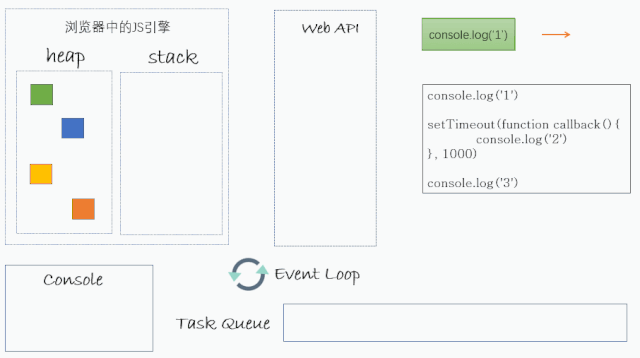 浏览器中的JS引擎
heap
stack
Web API
console.log('1')
console.log('1')
setTimeout(function callback() {
console.log('2')
}, 1000)
console.log('3')
Console
Event Loop
Task Queue